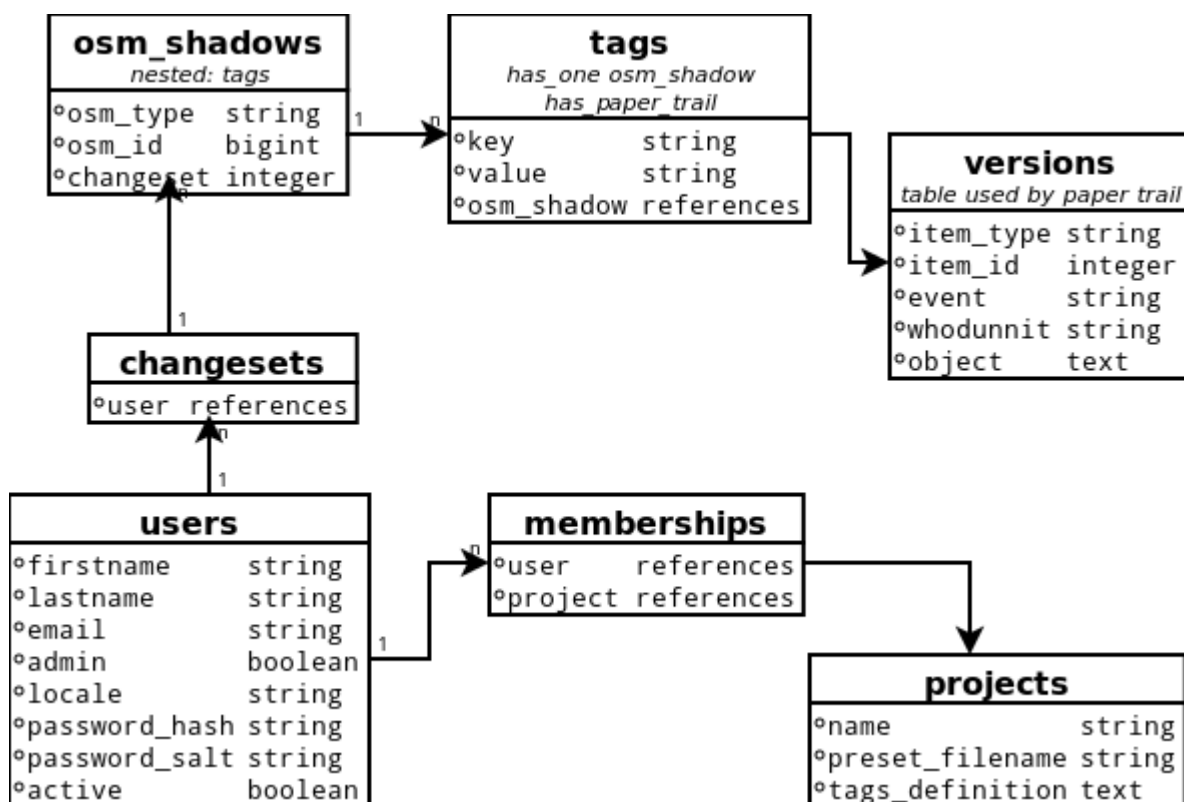 osm_shadows
nested: tags
osm_type string
osm_id bigint
changeset integer
1
n
tags
has_one osm_shadow
has_paper_trail
key string
value string
osm_shadow references
versions
table used by paper trail
item_type string
item_id integer
event string
whodunnit string
object text
n
1
changesets
user references
n
1
users
firstname string
lastname string
email string
admin boolean
locale string
password_hash string
password_salt string
active boolean
1
n
memberships
user references
project references
projects
name string
preset_filename string
tags_definition text